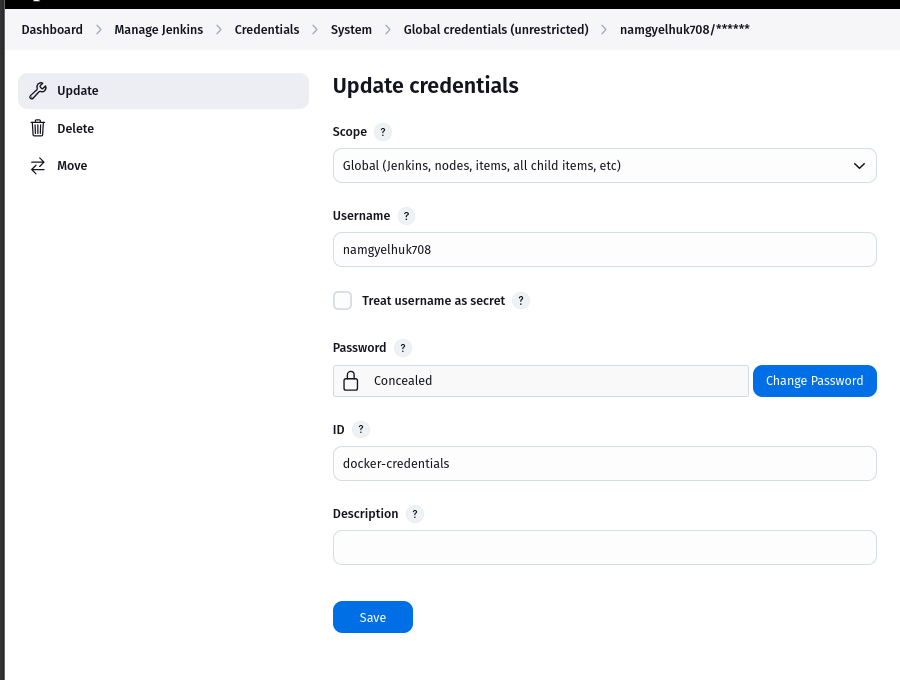 Dashboard > Manage Jenkins > Credentials > System > Global credentials (unrestricted) > namgyelhuk708/******
Update
Delete
Move
Update credentials
Scope ?
Global (Jenkins, nodes, items, all child items, etc)
Username ?
namgyelhuk708
Treat username as secret ?
Password ?
Concealed
Change Password
ID ?
docker-credentials
Description ?
Save